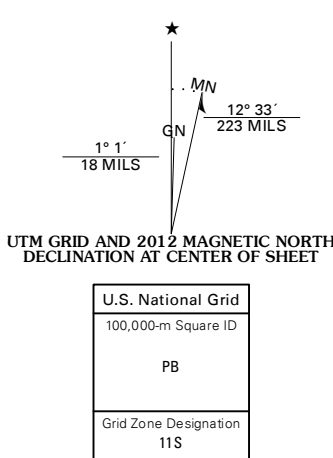 ★
MN
GN
12° 33´
223 MILS
1° 1´
18 MILS
UTM GRID AND 2012 MAGNETIC NORTH
DECLINATION AT CENTER OF SHEET
U.S. National Grid
100,000-m Square ID
PB
Grid Zone Designation
11S